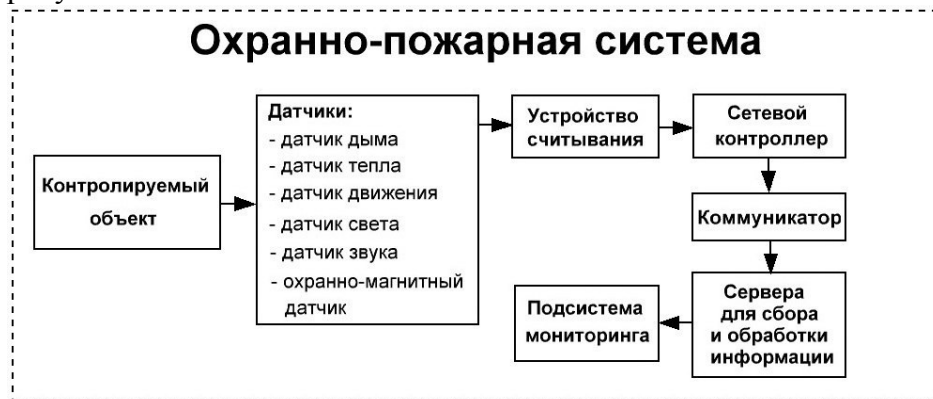 Охранно-пожарная система
Контролируемый
объект
Датчики:
- датчик дыма
- датчик тепла
- датчик движения
- датчик света
- датчик звука
- охранно-магнитный
датчик
Устройство
считывания
Сетевой
контроллер
Коммуникатор
Сервера
для сбора
и обработки
информации
Подсистема
мониторинга